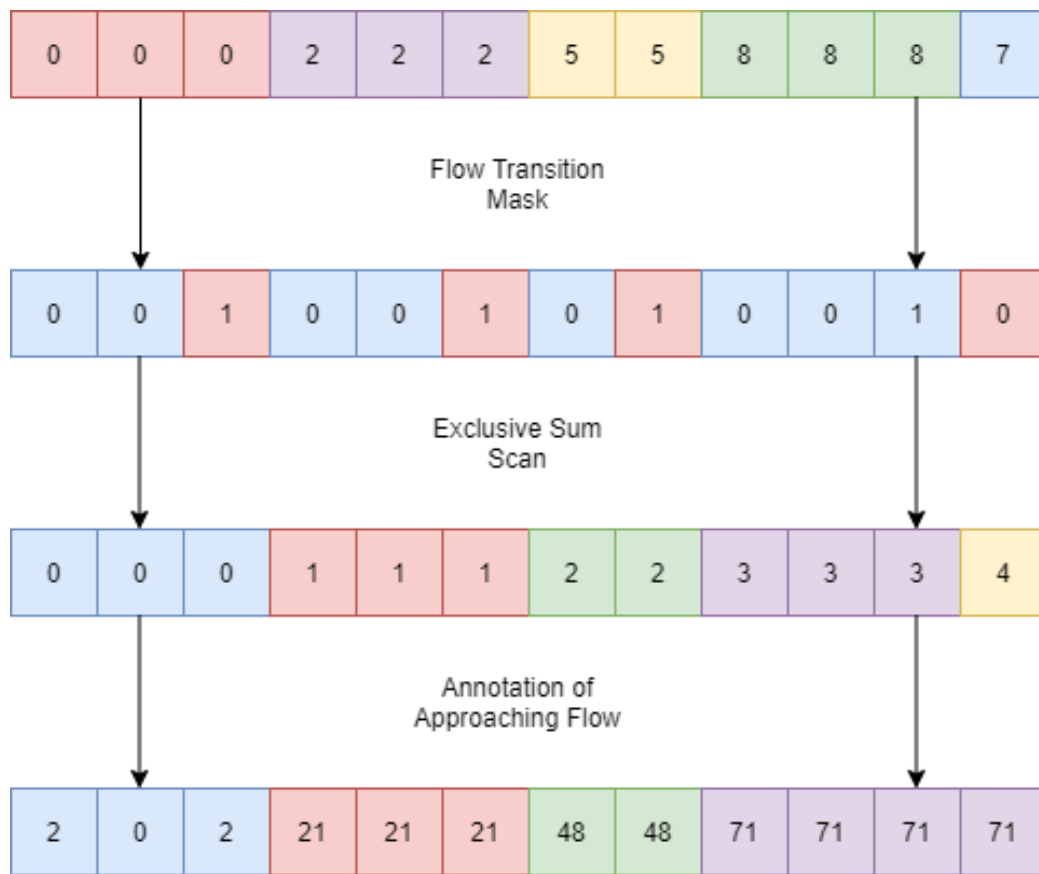 0 0 0 2 2 2 5 5 8 8 8 7
Flow Transition
Mask
0 0 1 0 0 1 0 1 0 0 1 0
Exclusive Sum
Scan
0 0 0 1 1 1 2 2 3 3 3 4
Annotation of
Approaching Flow
2 0 2 21 21 21 48 48 71 71 71 71